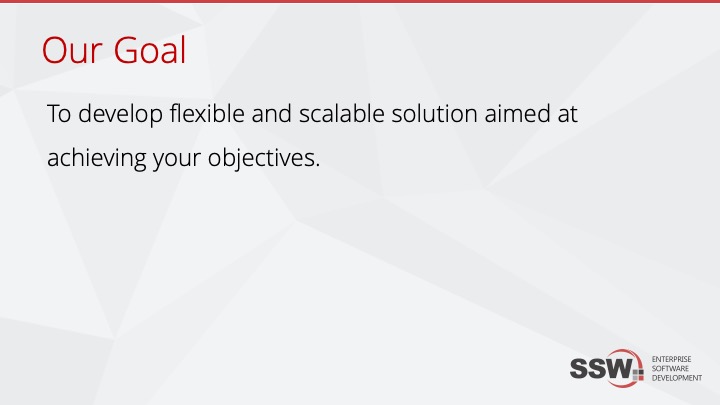 Our Goal
To develop flexible and scalable solution aimed at
achieving your objectives.
SSW
ENTERPRISE
SOFTWARE
DEVELOPMENT